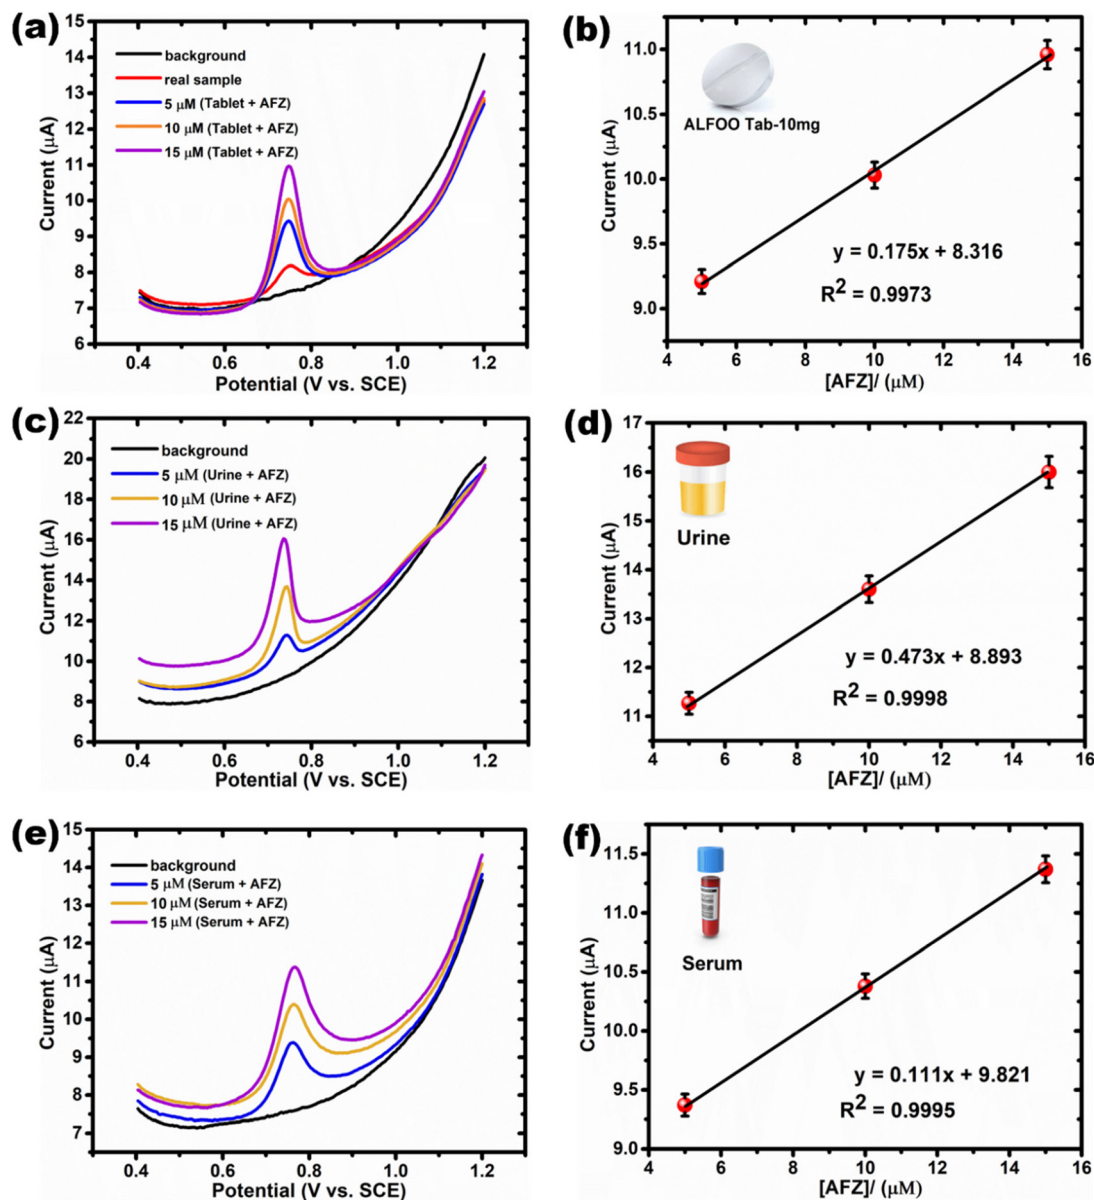 (a)
background
real sample
5 μM (Tablet + AFZ)
10 μM (Tablet + AFZ)
15 μM (Tablet + AFZ)
Current (μA)
15
14
13
12
11
10
9
8
7
6
0.4
0.6
0.8
1.0
1.2
Potential (V vs. SCE)
(b)
ALFOO Tab-10mg
Current (μA)
11.0
10.5
10.0
9.5
9.0
y = 0.175x + 8.316
R² = 0.9973
4
6
8
10
12
14
16
[AFZ]/ (μM)
(c)
background
5 μM (Urine + AFZ)
10 μM (Urine + AFZ)
15 μM (Urine + AFZ)
Current (μA)
22
20
18
16
14
12
10
8
6
0.4
0.6
0.8
1.0
1.2
Potential (V vs. SCE)
(d)
Urine
Current (μA)
17
16
15
14
13
12
11
y = 0.473x + 8.893
R² = 0.9998
4
6
8
10
12
14
16
[AFZ]/ (μM)
(e)
background
5 μM (Serum + AFZ)
10 μM (Serum + AFZ)
15 μM (Serum + AFZ)
Current (μA)
15
14
13
12
11
10
9
8
7
0.4
0.6
0.8
1.0
1.2
Potential (V vs. SCE)
(f)
Serum
Current (μA)
11.5
11.0
10.5
10.0
9.5
9.0
y = 0.111x + 9.821
R² = 0.9995
4
6
8
10
12
14
16
[AFZ]/ (μM)